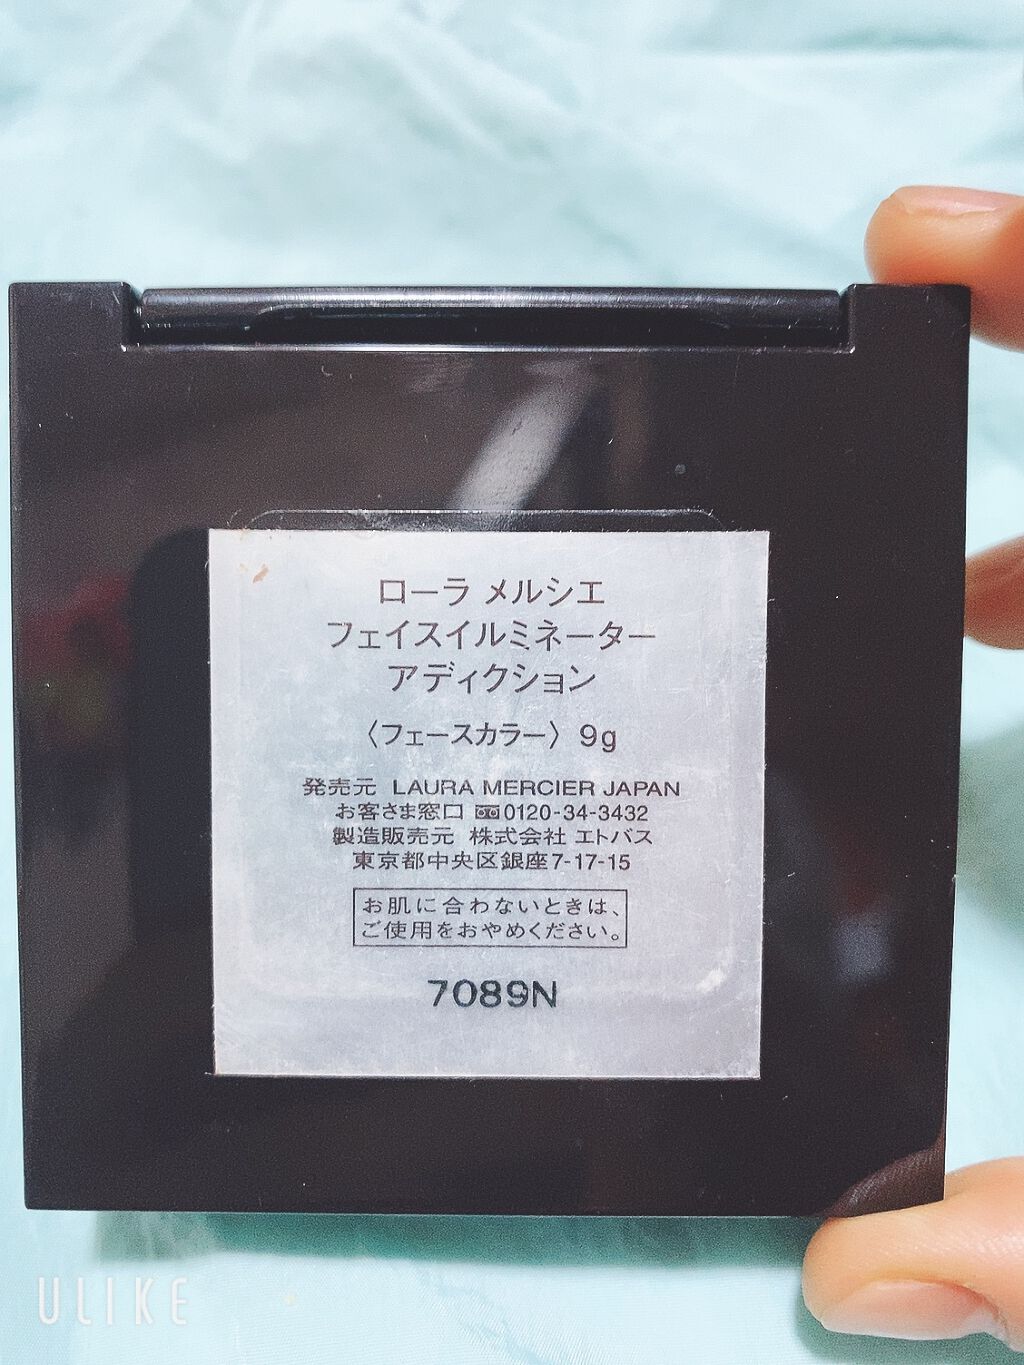 ローラ メルシエ
フェイスイルミネーター
アディクション
〈フェースカラー〉 9g
発売元 LAURA MERCIER JAPAN
お客さま窓口 0120-34-3432
製造販売元 株式会社 エトバス
東京都中央区銀座7-17-15
お肌に合わないときは、
ご使用をおやめください。
7089N
ULIKE